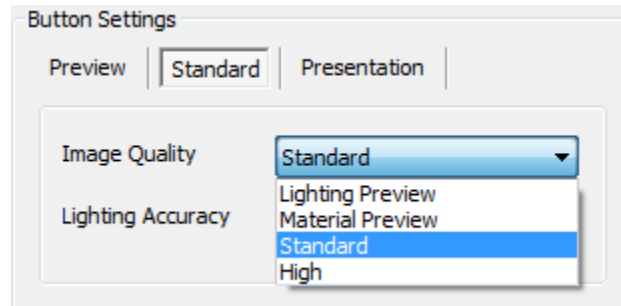 Button Settings
Preview Standard Presentation
Image Quality Standard
Lighting Preview
Lighting Accuracy Material Preview
Standard
High